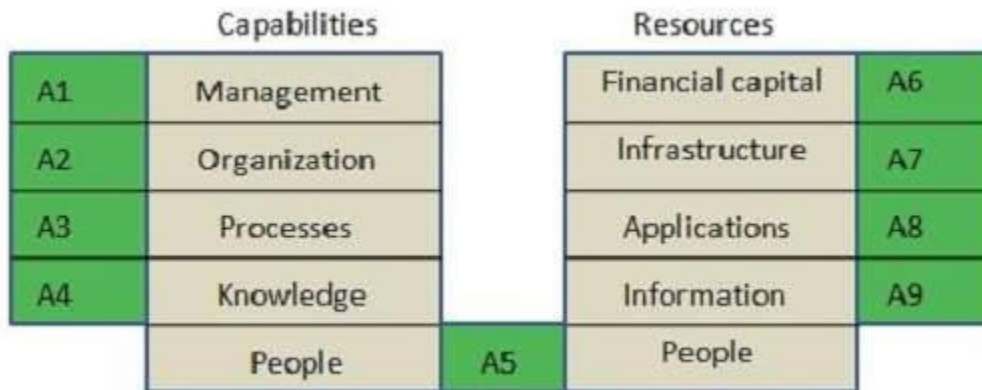 Capabilities Resources
A1 Management Financial capital A6
A2 Organization Infrastructure A7
A3 Processes Applications A8
A4 Knowledge Information A9
People A5 People